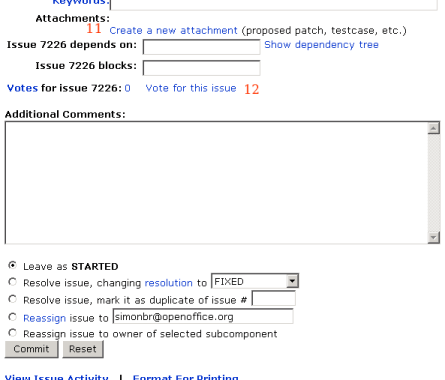 Keywords:
Attachments:
11 Create a new attachment (proposed patch, testcase, etc.)
Issue 7226 depends on: Show dependency tree
Issue 7226 blocks:
Votes for issue 7226: 0 Vote for this issue 12
Additional Comments:
Leave as STARTED
Resolve issue, changing resolution to FIXED
Resolve issue, mark it as duplicate of issue #
Reassign issue to simonbr@openoffice.org
Reassign issue to owner of selected subcomponent
Commit Reset
View Issue Activity | Format For Printing